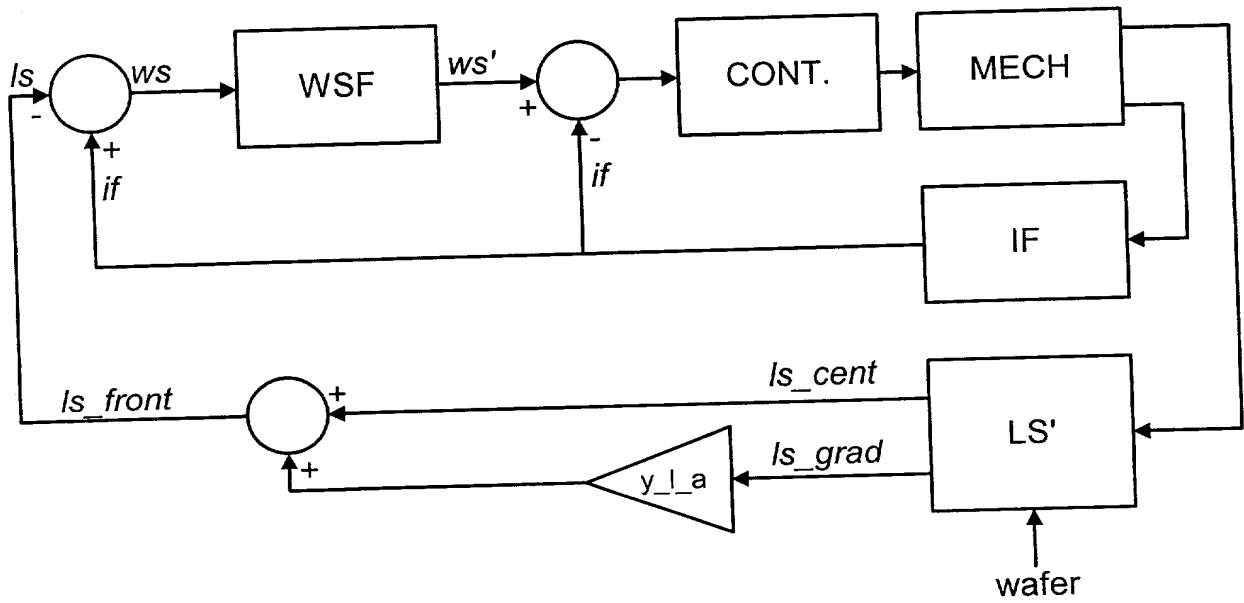 ls
-
+
if
ws
WSF
ws'
+
-
if
CONT.
MECH
IF
ls_front
+
+
ls_cent
ls_grad
y_l_a
LS'
wafer